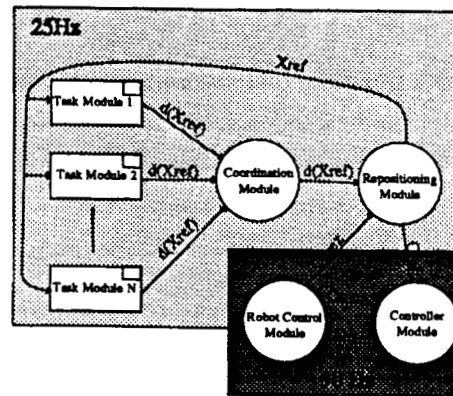 25Hz
Xref
Task Module 1
d(Xref)
Task Module 2
d(Xref)
Coordination
Module
d(Xref)
Repositioning
Module
d(Xref)
Task Module N
Robot Control
Module
Controller
Module